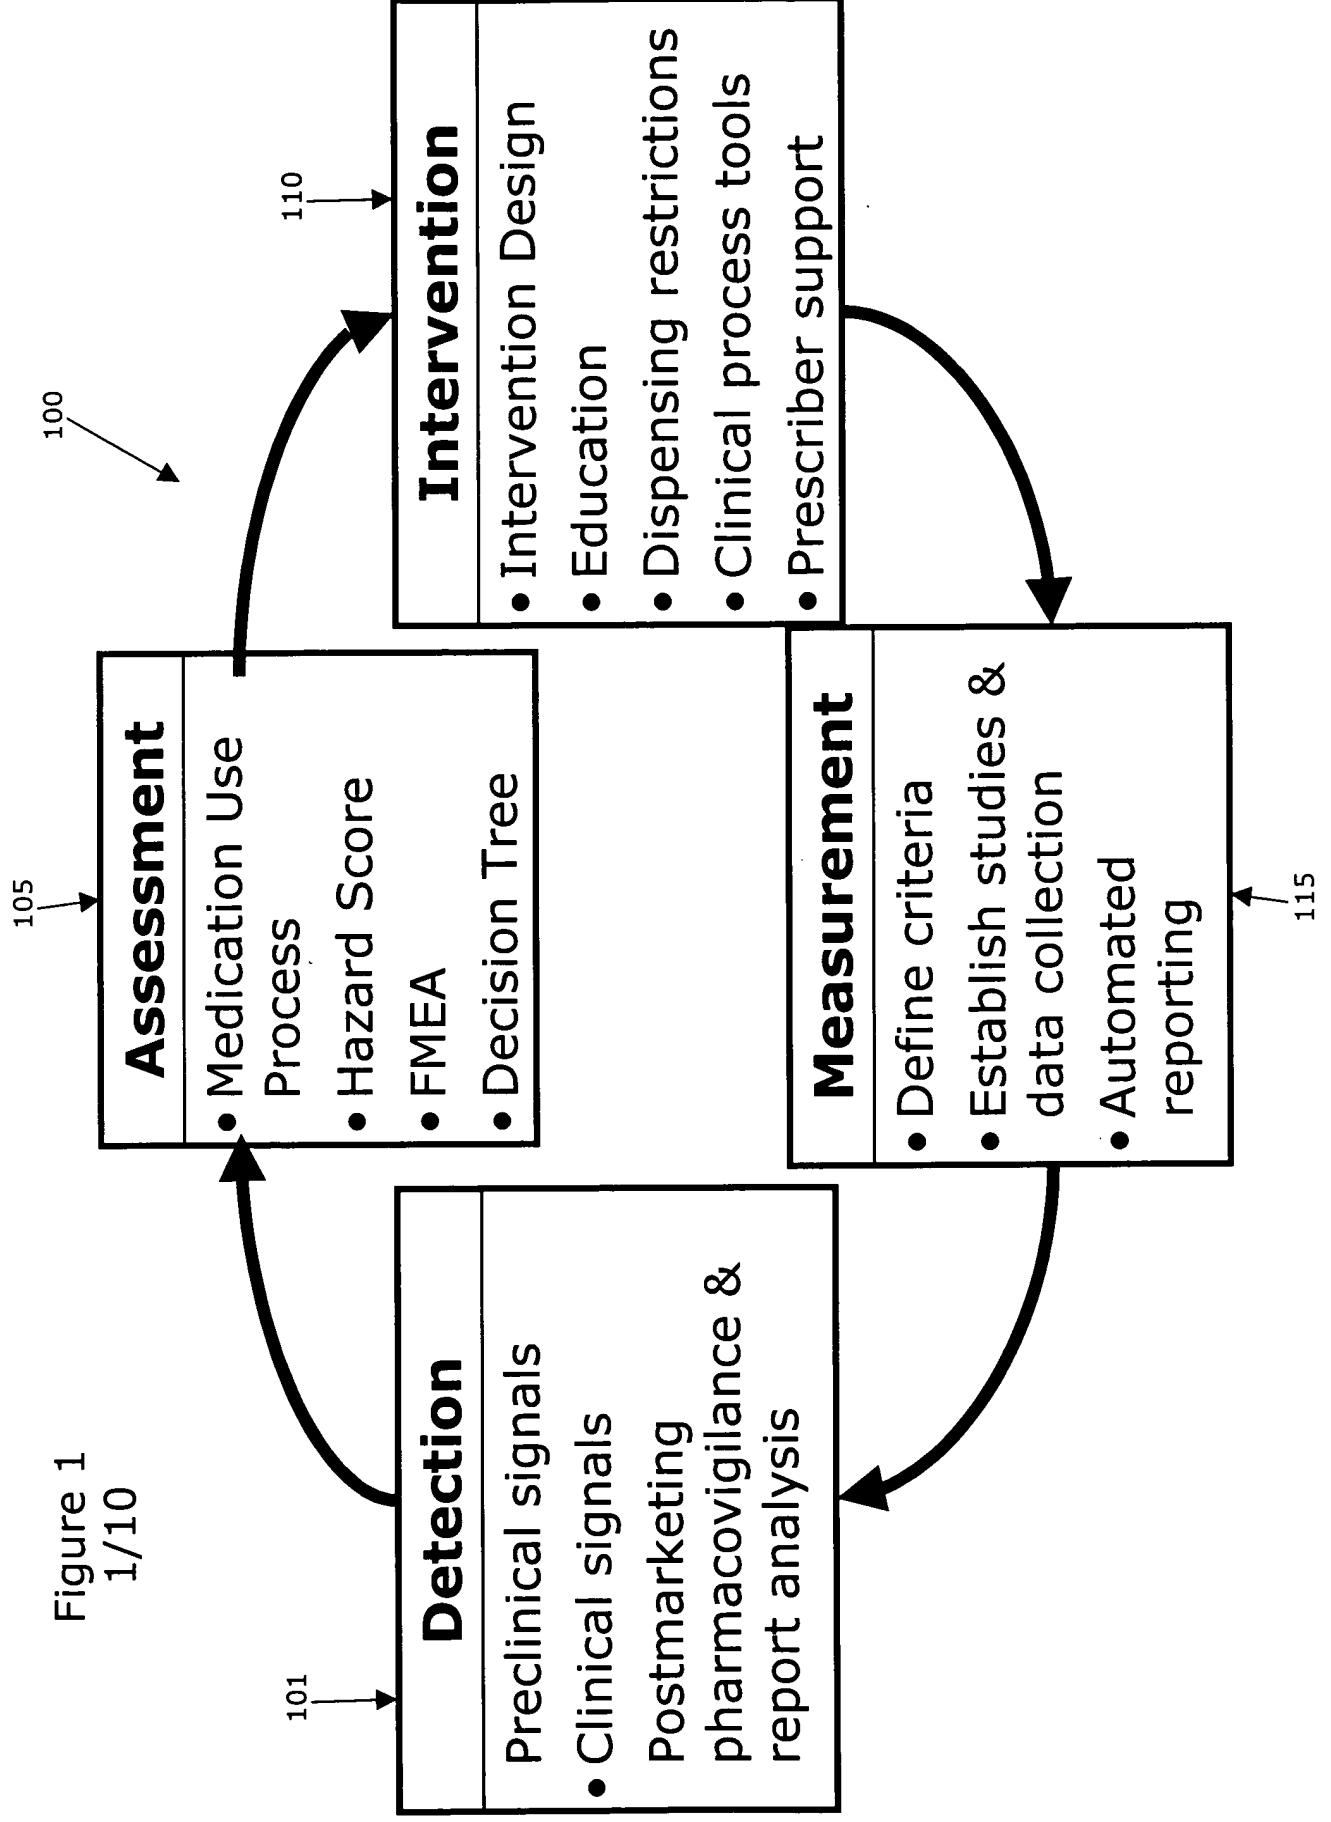 Figure 1
1/10
100
101
Detection
Preclinical signals
• Clinical signals
Postmarketing
pharmacovigilance &
report analysis
105
Assessment
• Medication Use
Process
• Hazard Score
• FMEA
• Decision Tree
110
Intervention
• Intervention Design
• Education
• Dispensing restrictions
• Clinical process tools
• Prescriber support
Measurement
• Define criteria
• Establish studies &
data collection
• Automated
reporting
115